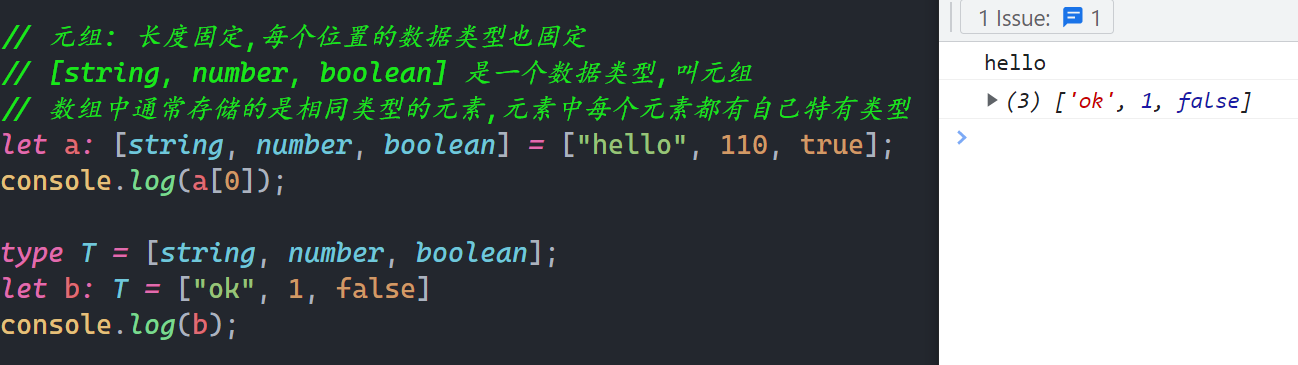 // 元组: 长度固定,每个位置的数据类型也固定
// [string, number, boolean] 是一个数据类型,叫元组
// 数组中通常存储的是相同类型的元素,元素中每个元素都有自己特有类型
let a: [string, number, boolean] = ["hello", 110, true];
console.log(a[0]);
type T = [string, number, boolean];
let b: T = ["ok", 1, false]
console.log(b);
1 Issue: 1
hello
(3) ['ok', 1, false]